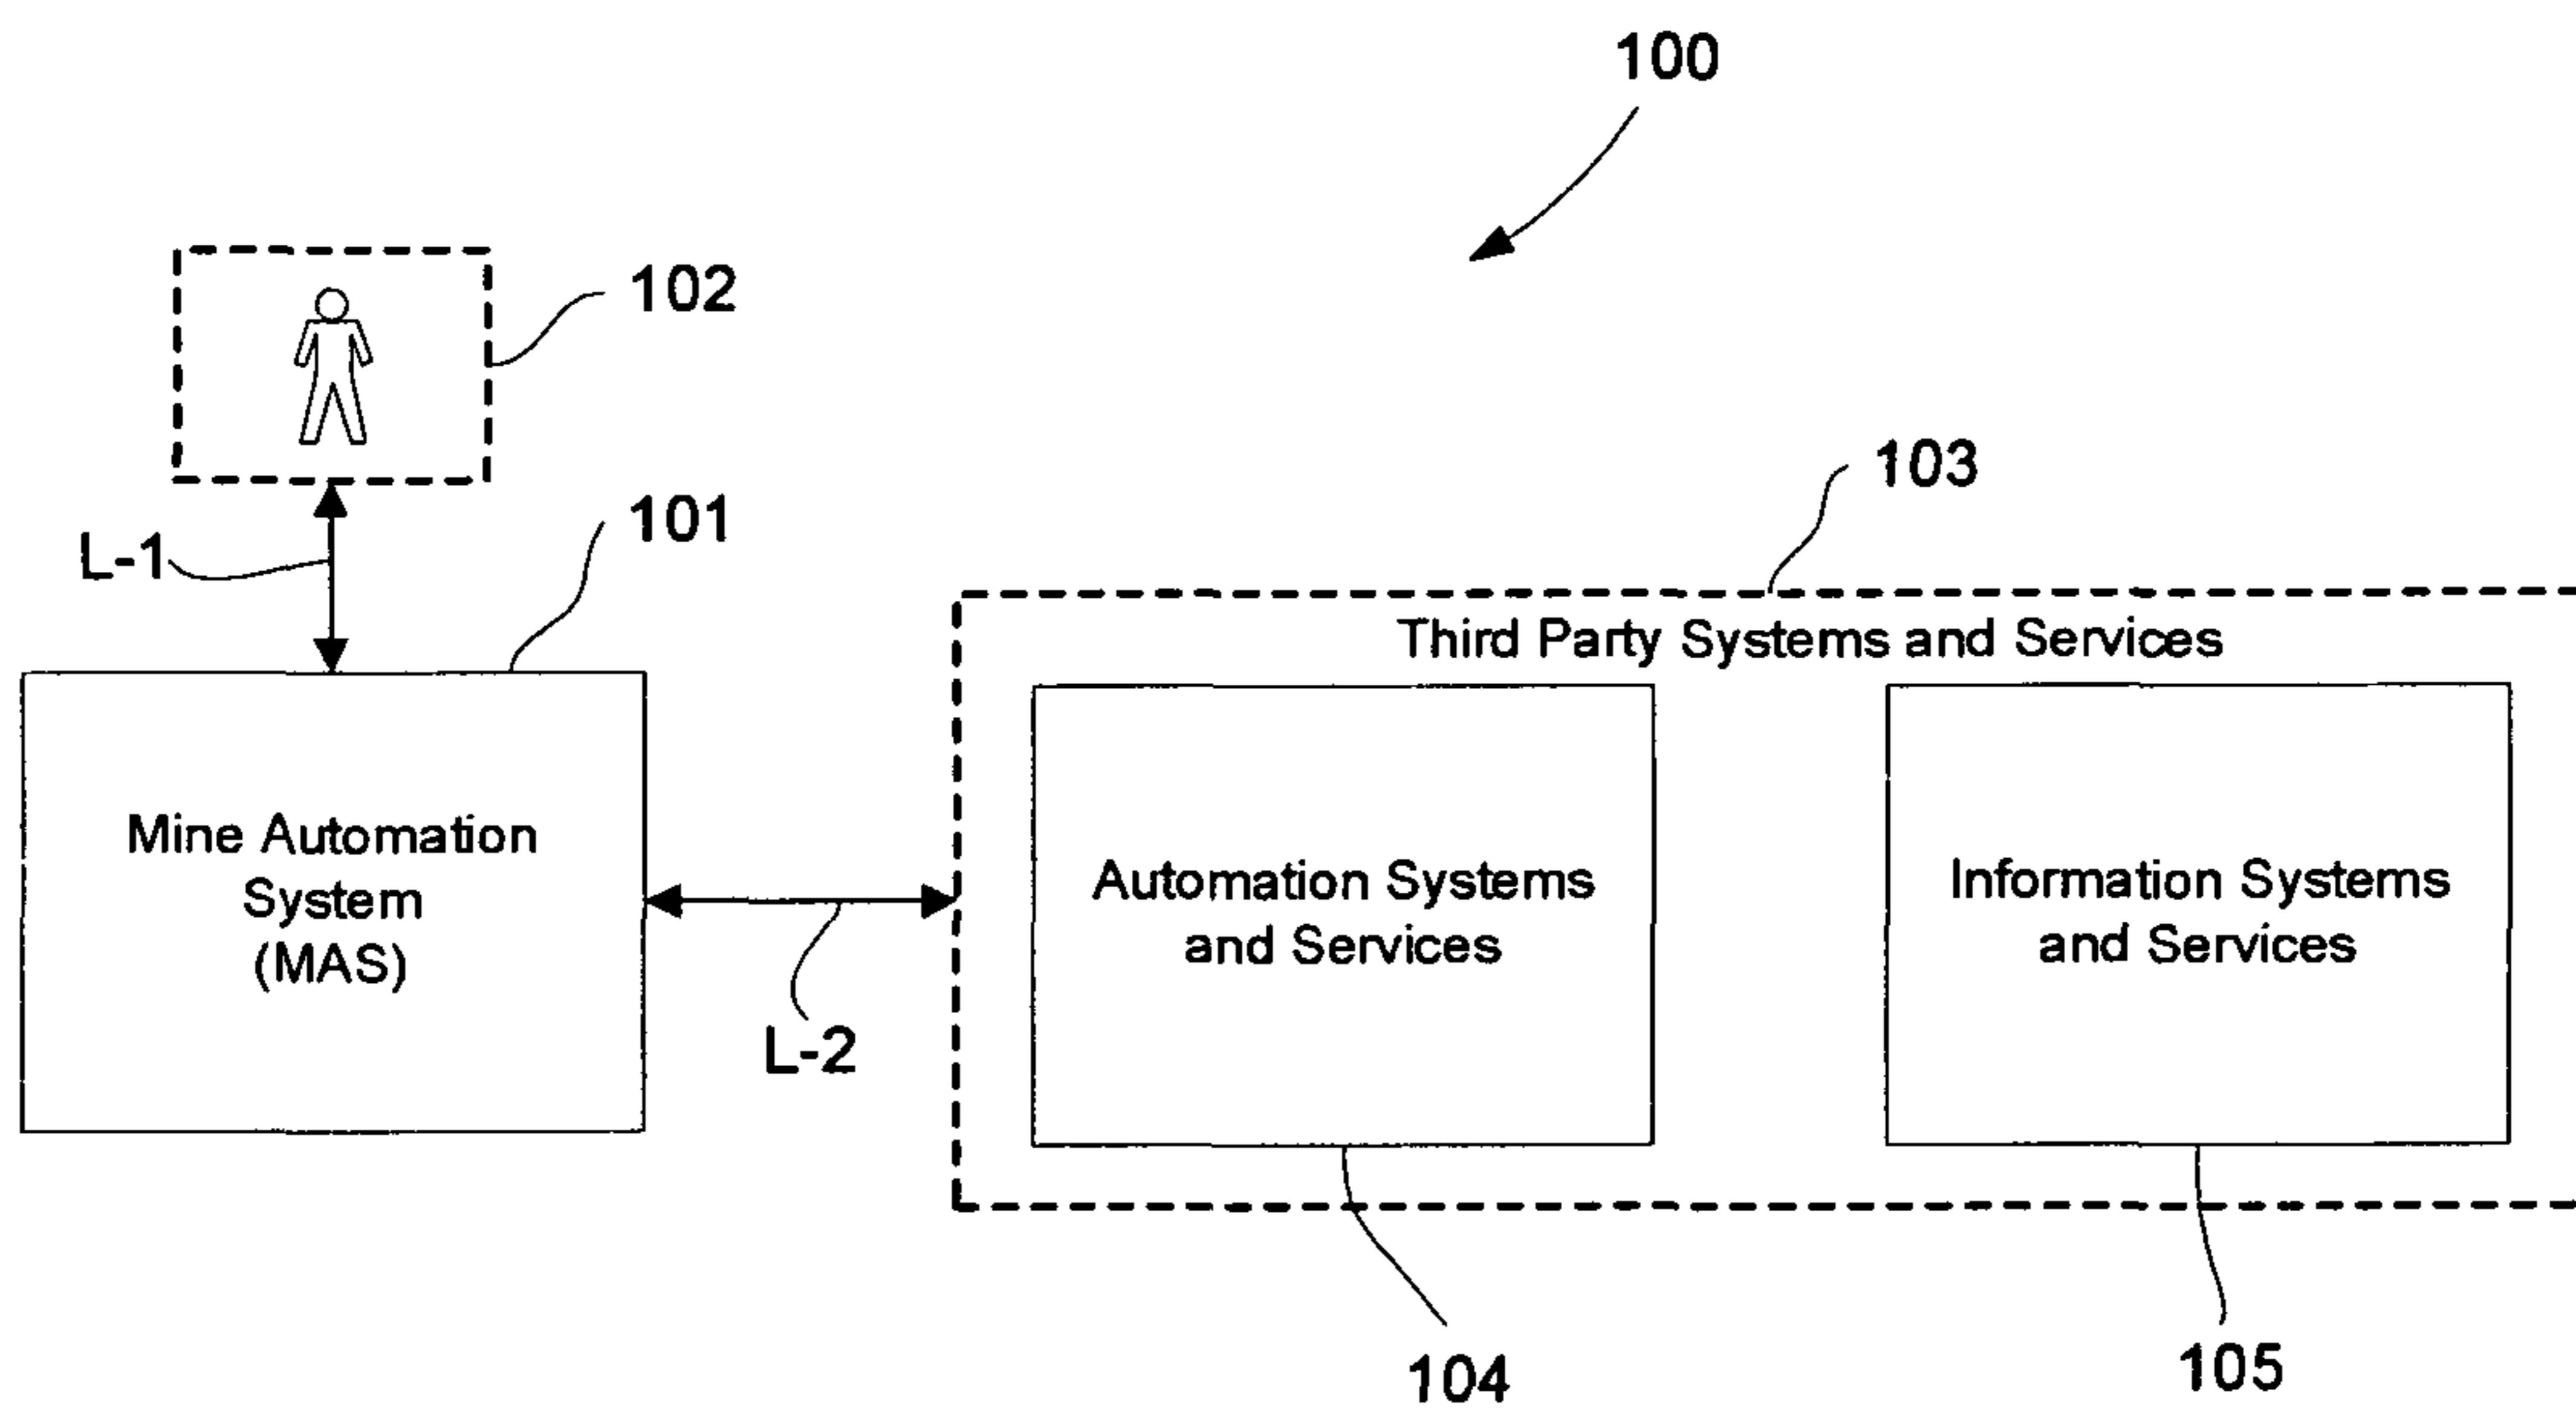 100
102
103
101
L-1
Third Party Systems and Services
Mine Automation
System
(MAS)
Automation Systems
and Services
Information Systems
and Services
L-2
104
105